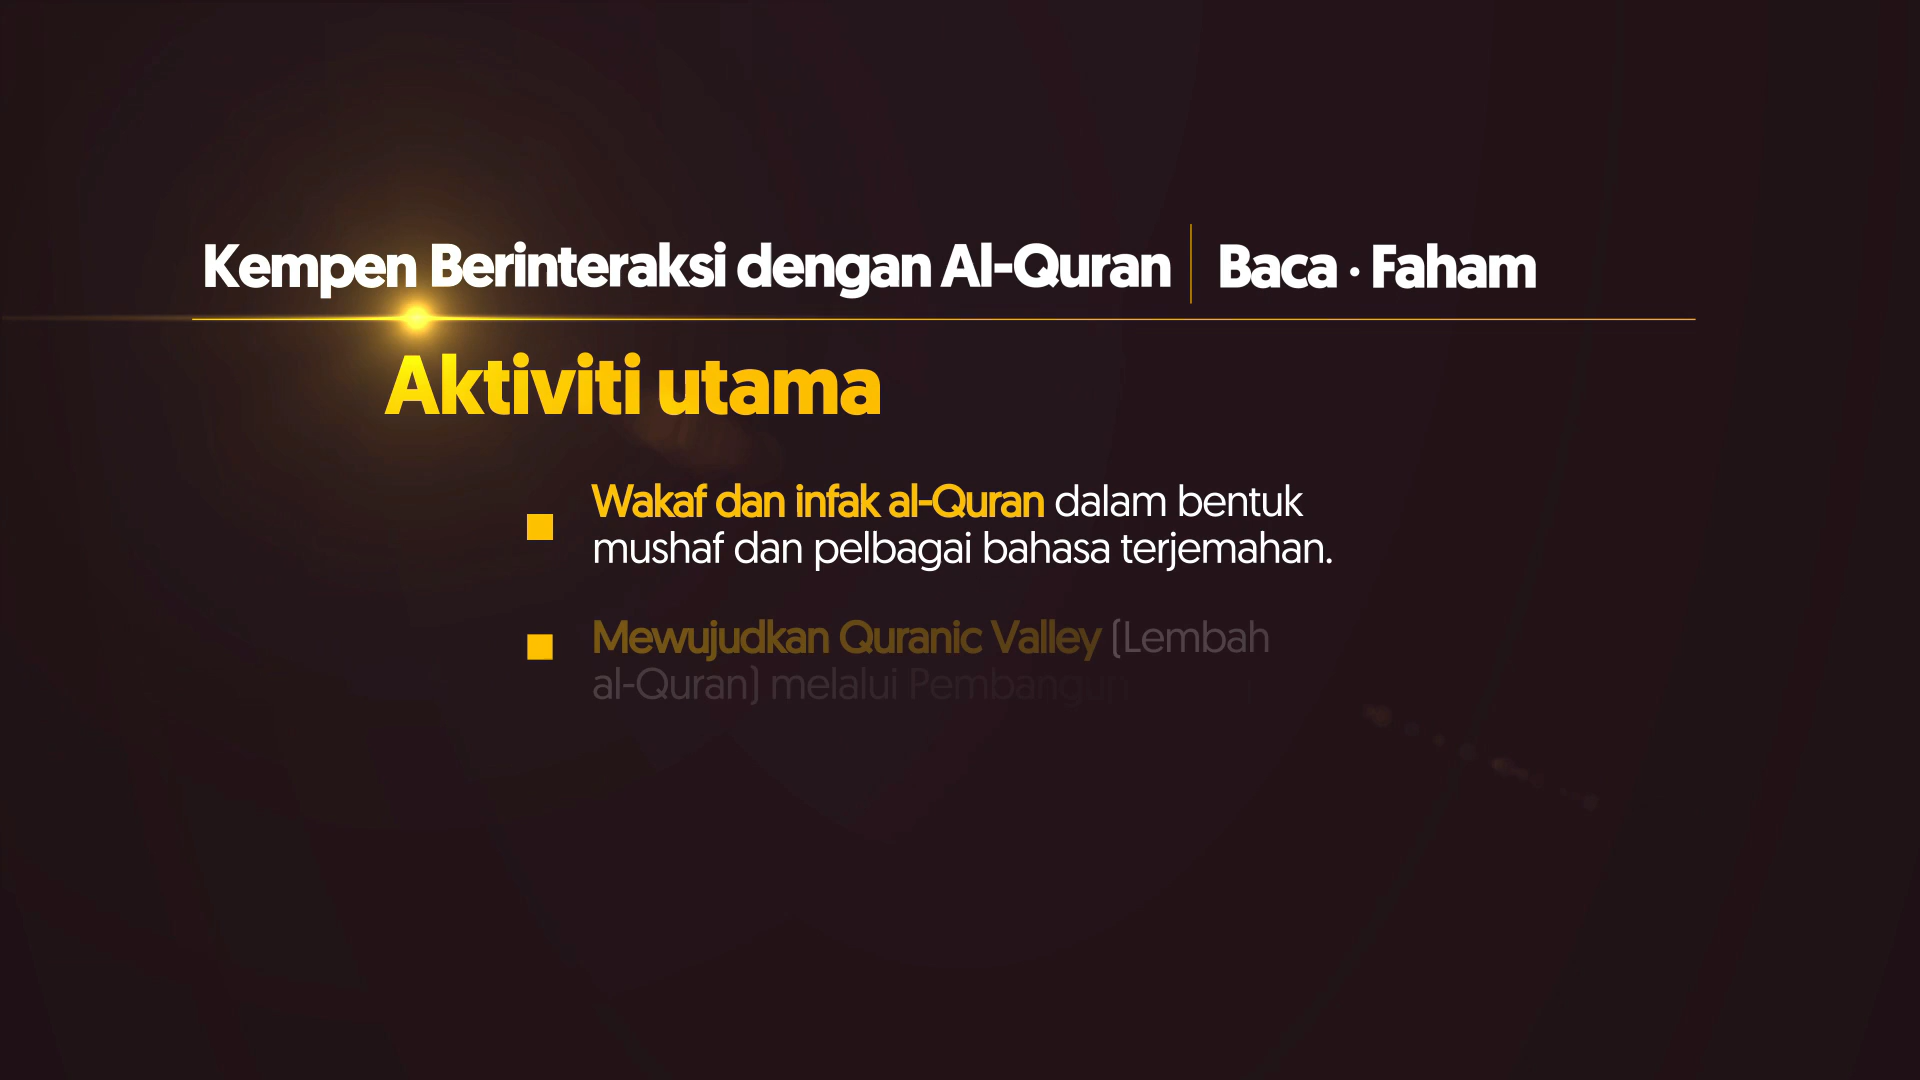 Kempen Berinteraksi dengan Al-Quran | Baca · Faham
Aktiviti utama
Wakaf dan infak al-Quran dalam bentuk
mushaf dan pelbagai bahasa terjemahan.
Mewujudkan Quranic Valley (Lembah
al-Quran) melalui Pembangun